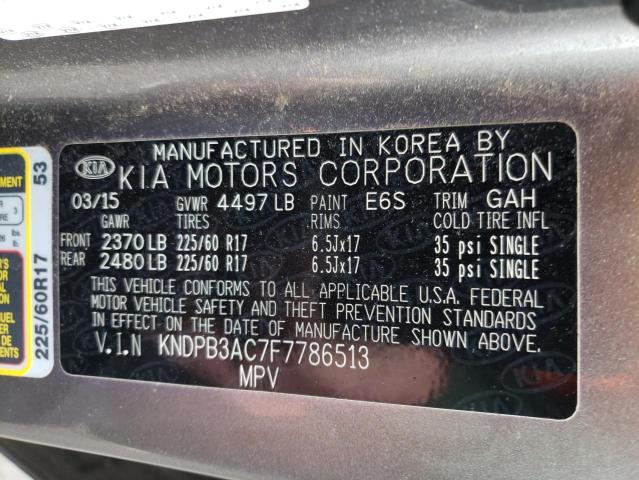 MANUFACTURED IN KOREA BY
KIA KIA MOTORS CORPORATION
03/15 GVWR 4497 LB PAINT E6S TRIM GAH
GAWR TIRES RIMS COLD TIRE INFL
FRONT 2370 LB 225/60 R17 6.5Jx17 35 psi SINGLE
REAR 2480 LB 225/60 R17 6.5Jx17 35 psi SINGLE
THIS VEHICLE CONFORMS TO ALL APPLICABLE U.S.A. FEDERAL
MOTOR VEHICLE SAFETY AND THEFT PREVENTION STANDARDS
IN EFFECT ON THE DATE OF MANUFACTURE SHOWN ABOVE.
V.I.N KNDPB3AC7F7786513
MPV
225/60R17 53